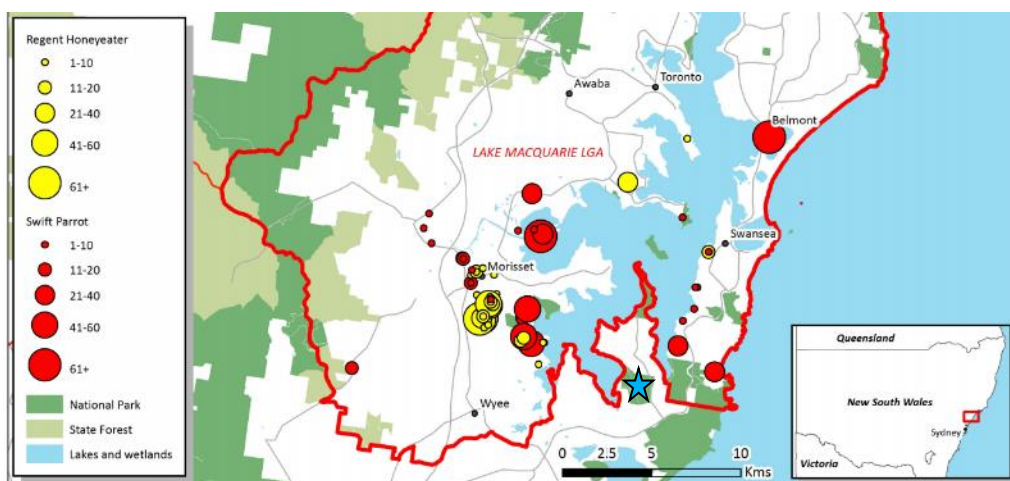 Regent Honeyeater
1-10
11-20
21-40
41-60
61+
Swift Parrot
1-10
11-20
21-40
41-60
61+
National Park
State Forest
Lakes and wetlands
Awaba
Toronto
Belmont
LAKE MACQUARIE LGA
Swansea
Morisset
Wyee
0 2.5 5 10
Kms
Queensland
New South Wales
Sydney
Victoria